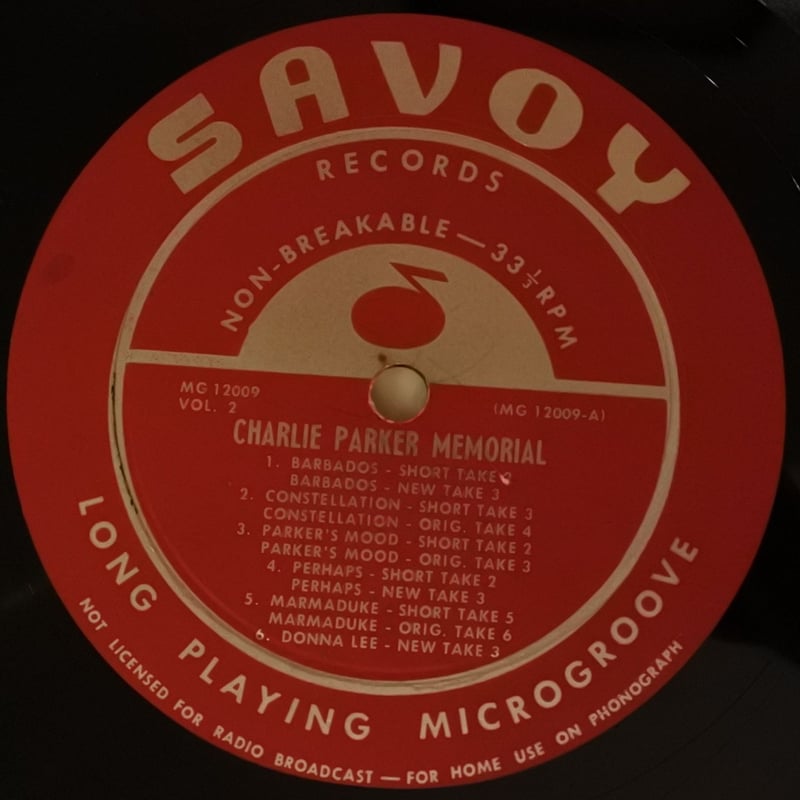 SAVOY
RECORDS
NON-BREAKABLE — 33 1/3 RPM
MG 12009
VOL. 2
(MG 12009-A)
CHARLIE PARKER MEMORIAL
1. BARBADOS - SHORT TAKE
BARBADOS - NEW TAKE 3
2. CONSTELLATION - SHORT TAKE 3
CONSTELLATION - ORIG. TAKE 4
3. PARKER'S MOOD - SHORT TAKE 2
PARKER'S MOOD - ORIG. TAKE 3
4. PERHAPS - SHORT TAKE 2
PERHAPS - NEW TAKE 3
5. MARMADUKE - SHORT TAKE 5
MARMADUKE - ORIG. TAKE 6
6. DONNA LEE - NEW TAKE 3
LONG PLAYING MICROGROOVE
NOT LICENSED FOR RADIO BROADCAST — FOR HOME USE ON PHONOGRAPH